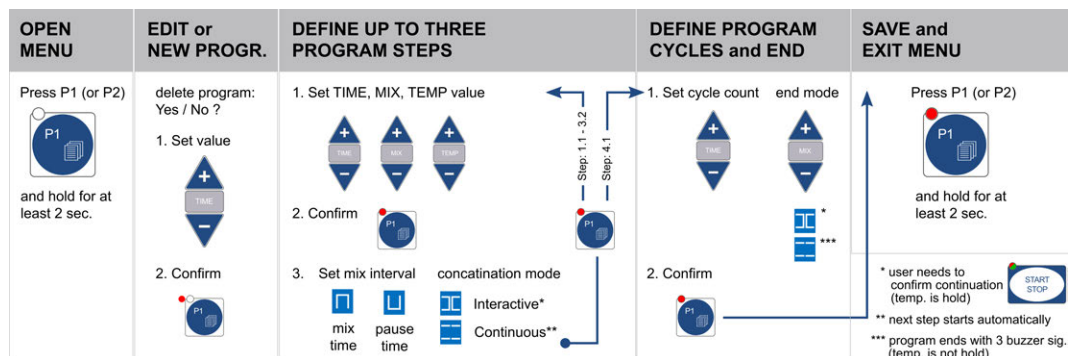 OPEN
MENU
Press P1 (or P2)
P1
and hold for at
least 2 sec.
EDIT or
NEW PROGR.
delete program:
Yes / No ?
1. Set value
+
TIME
−
2. Confirm
P1
DEFINE UP TO THREE
PROGRAM STEPS
1. Set TIME, MIX, TEMP value
+ + +
TIME MIX TEMP
− − −
2. Confirm
P1
3. Set mix interval concatination mode
Interactive*
Continuous**
mix pause
time time
Step: 1.1 - 3.2
Step: 4.1
P1
DEFINE PROGRAM
CYCLES and END
1. Set cycle count end mode
+ +
TIME MIX
− −
*
***
2. Confirm
P1
SAVE and
EXIT MENU
Press P1 (or P2)
P1
and hold for at
least 2 sec.
* user needs to
confirm continuation
(temp. is hold)
START
STOP
** next step starts automatically
*** program ends with 3 buzzer sig.
(temp. is not hold)